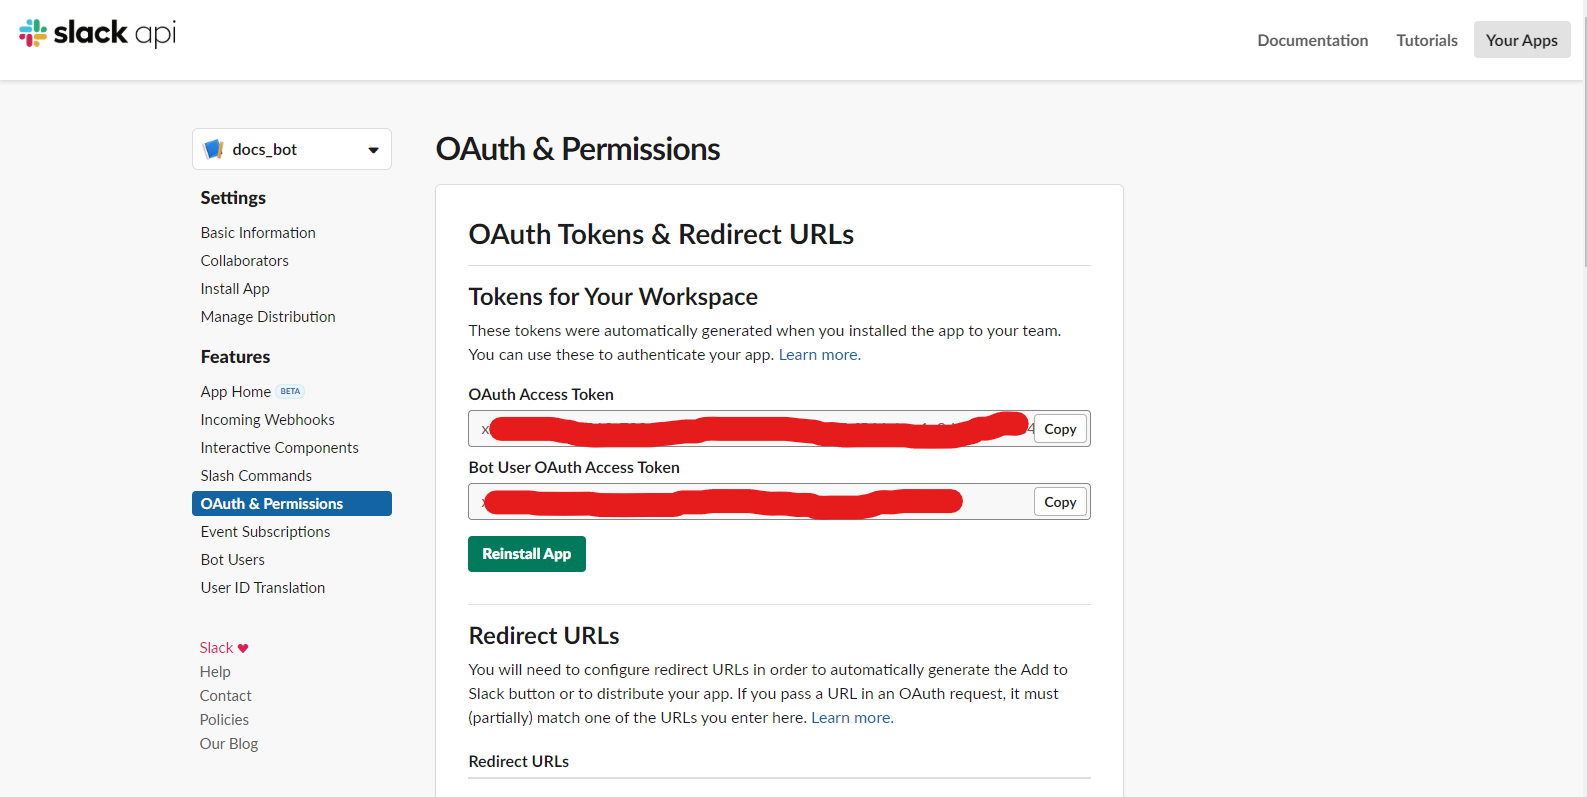 slack api
Documentation
Tutorials
Your Apps
docs_bot
Settings
Basic Information
Collaborators
Install App
Manage Distribution
Features
App Home BETA
Incoming Webhooks
Interactive Components
Slash Commands
OAuth & Permissions
Event Subscriptions
Bot Users
User ID Translation
Slack ♥
Help
Contact
Policies
Our Blog
OAuth & Permissions
OAuth Tokens & Redirect URLs
Tokens for Your Workspace
These tokens were automatically generated when you installed the app to your team.
You can use these to authenticate your app. Learn more.
OAuth Access Token
Copy
Bot User OAuth Access Token
Copy
Reinstall App
Redirect URLs
You will need to configure redirect URLs in order to automatically generate the Add to
Slack button or to distribute your app. If you pass a URL in an OAuth request, it must
(partially) match one of the URLs you enter here. Learn more.
Redirect URLs